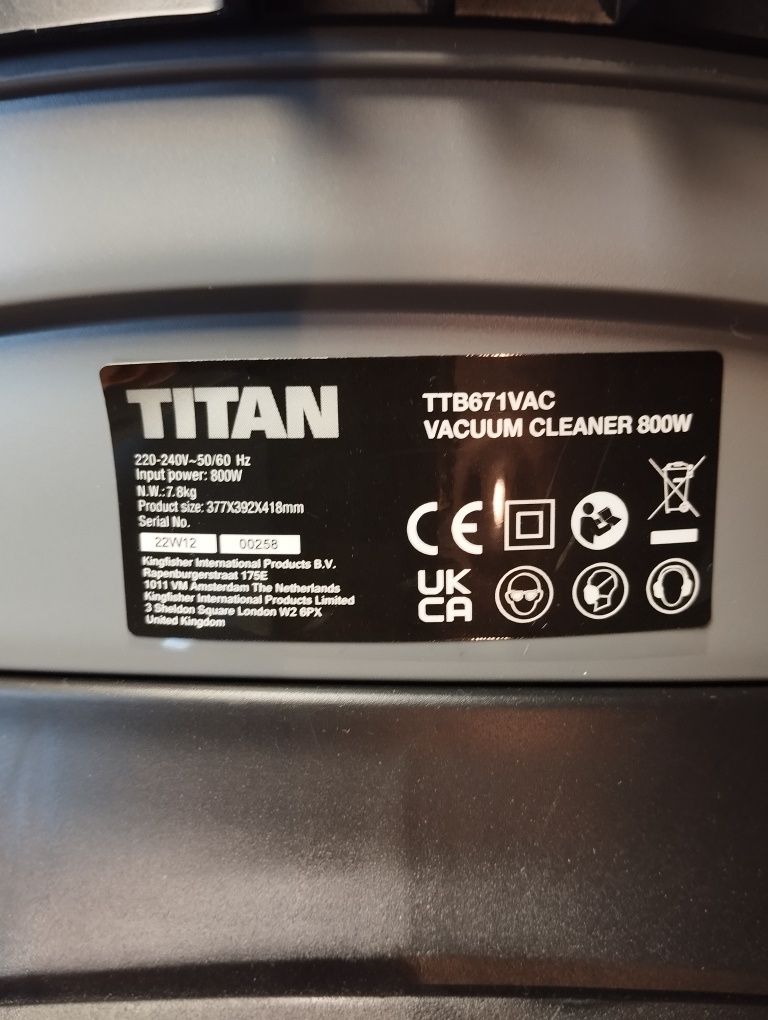 TITAN
TTB671VAC
VACUUM CLEANER 800W
220-240V~50/60 Hz
Input power: 800W
N.W.:7.8kg
Product size: 377X392X418mm
Serial No.
22W12 00258
Kingfisher International Products B.V.
Rapenburgerstraat 175E
1011 VM Amsterdam The Netherlands
Kingfisher International Products Limited
3 Sheldon Square London W2 6PX
United Kingdom
CE
UK
CA